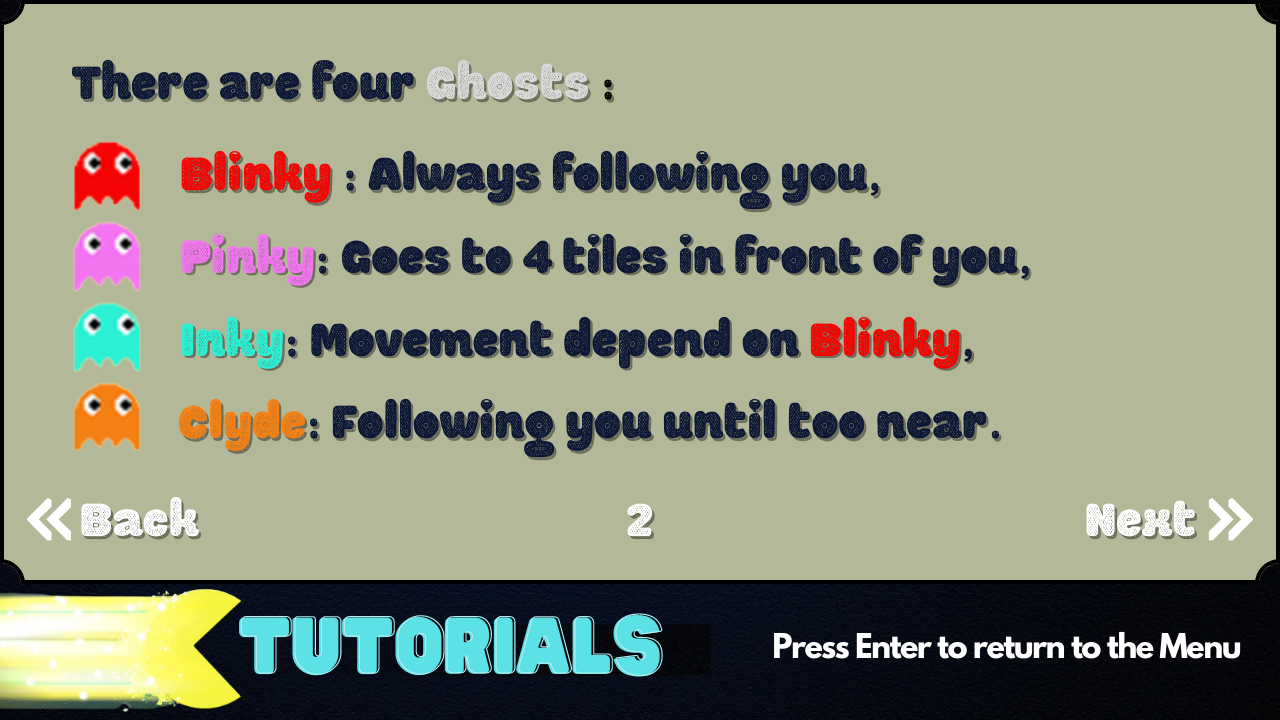 There are four Ghosts :
Blinky : Always following you,
Pinky: Goes to 4 tiles in front of you,
Inky: Movement depend on Blinky,
Clyde: Following you until too near.
Back
2
Next
TUTORIALS
Press Enter to return to the Menu